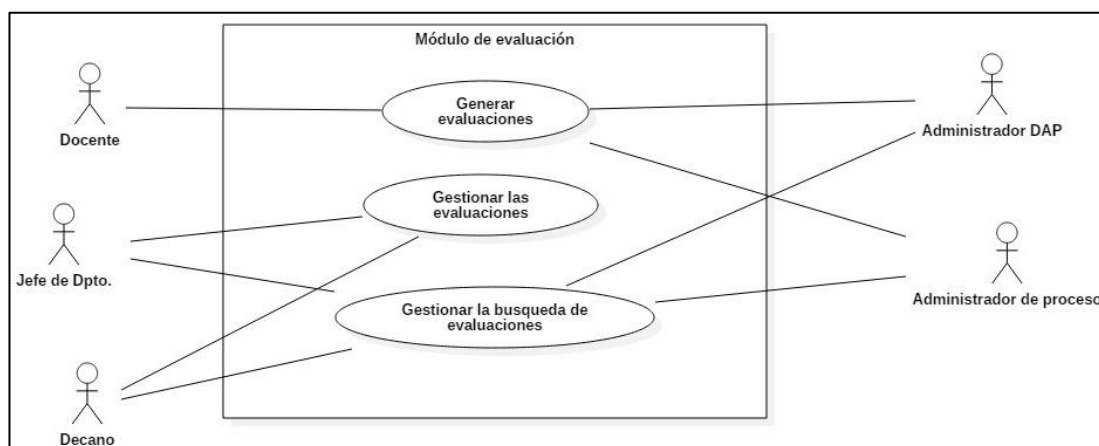 Módulo de evaluación
Docente
Generar
evaluaciones
Administrador DAP
Gestionar las
evaluaciones
Jefe de Dpto.
Gestionar la busqueda de
evaluaciones
Administrador de proceso
Decano